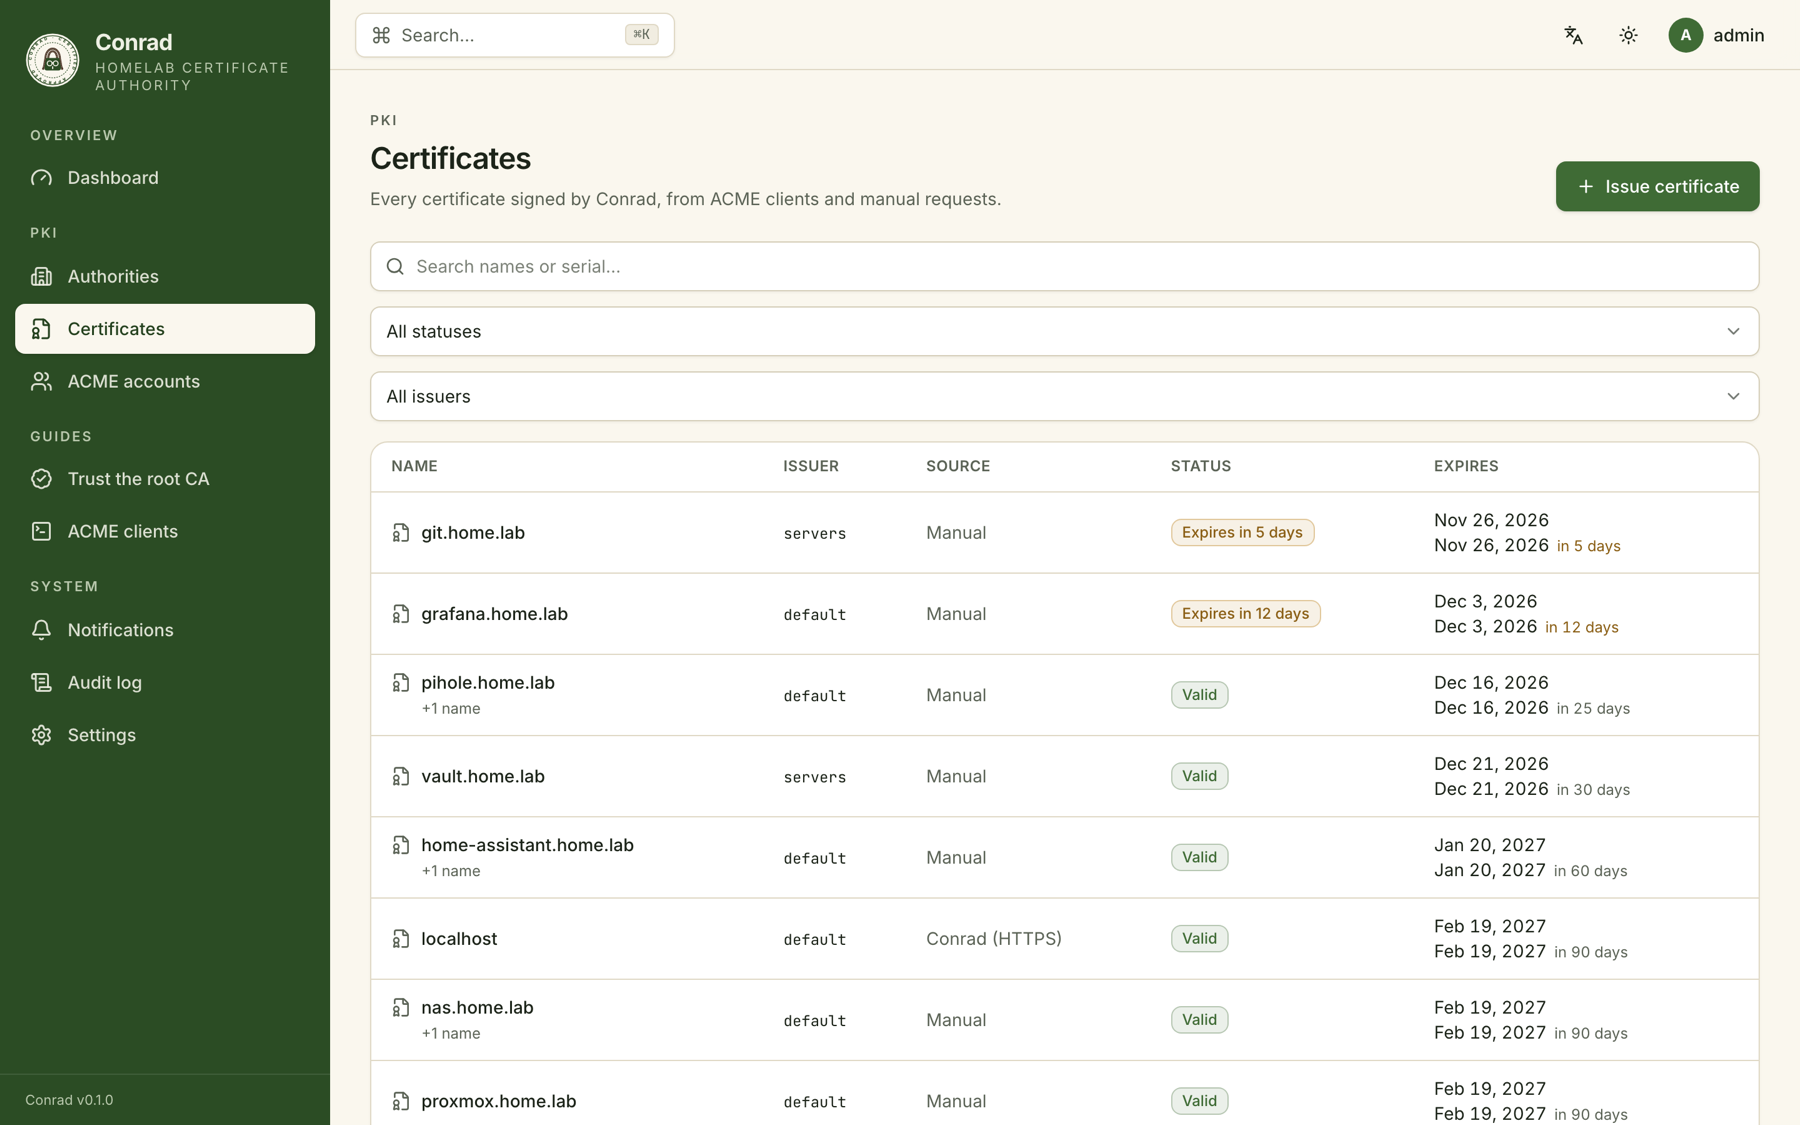 Conrad
HOMELAB CERTIFICATE
AUTHORITY
OVERVIEW
Dashboard
PKI
Authorities
Certificates
ACME accounts
GUIDES
Trust the root CA
ACME clients
SYSTEM
Notifications
Audit log
Settings
Conrad v0.1.0
Search...
⌘K
A
admin
PKI
Certificates
Every certificate signed by Conrad, from ACME clients and manual requests.
+ Issue certificate
Search names or serial...
All statuses
All issuers
NAME ISSUER SOURCE STATUS EXPIRES
git.home.lab servers Manual Expires in 5 days Nov 26, 2026
Nov 26, 2026 in 5 days
grafana.home.lab default Manual Expires in 12 days Dec 3, 2026
Dec 3, 2026 in 12 days
pihole.home.lab default Manual Valid Dec 16, 2026
+1 name Dec 16, 2026 in 25 days
vault.home.lab servers Manual Valid Dec 21, 2026
Dec 21, 2026 in 30 days
home-assistant.home.lab default Manual Valid Jan 20, 2027
+1 name Jan 20, 2027 in 60 days
localhost default Conrad (HTTPS) Valid Feb 19, 2027
Feb 19, 2027 in 90 days
nas.home.lab default Manual Valid Feb 19, 2027
+1 name Feb 19, 2027 in 90 days
proxmox.home.lab default Manual Valid Feb 19, 2027
Feb 19, 2027 in 90 days